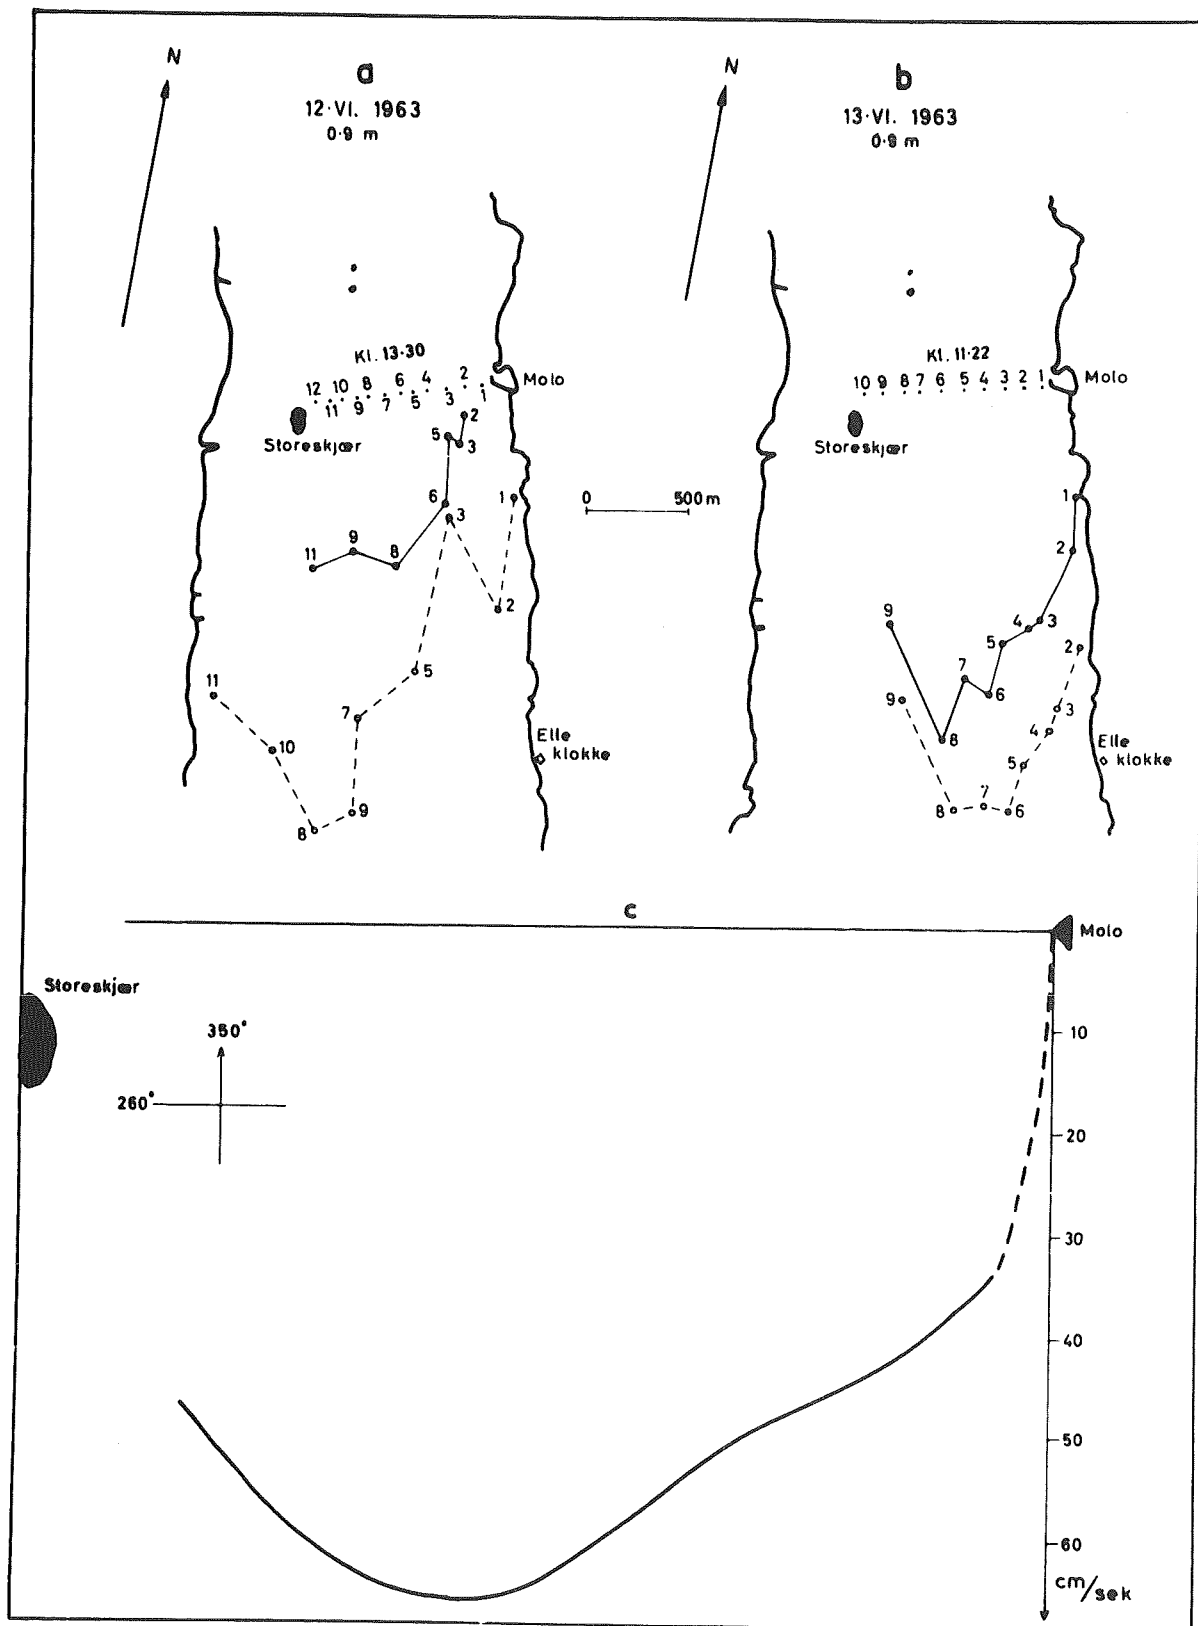 N
a
12·VI. 1963
0·9 m
Kl. 13·30
12 10 8 6 4 2
11 9 7 5 3 1
Molo
Storeskjær
2
5 3
6
3
1
9
11 8
2
5
11
7
10
9
8
Elle
klokke
0 500 m
N
b
13·VI. 1963
0·9 m
Kl. 11·22
10 9 8 7 6 5 4 3 2 1
Molo
Storeskjær
1
2
9
4 3
5
2
7
6
9
3
4
8
5
7
8 6
Elle
klokke
c
Molo
Storeskjær
350°
260°
10
20
30
40
50
60
cm/sek